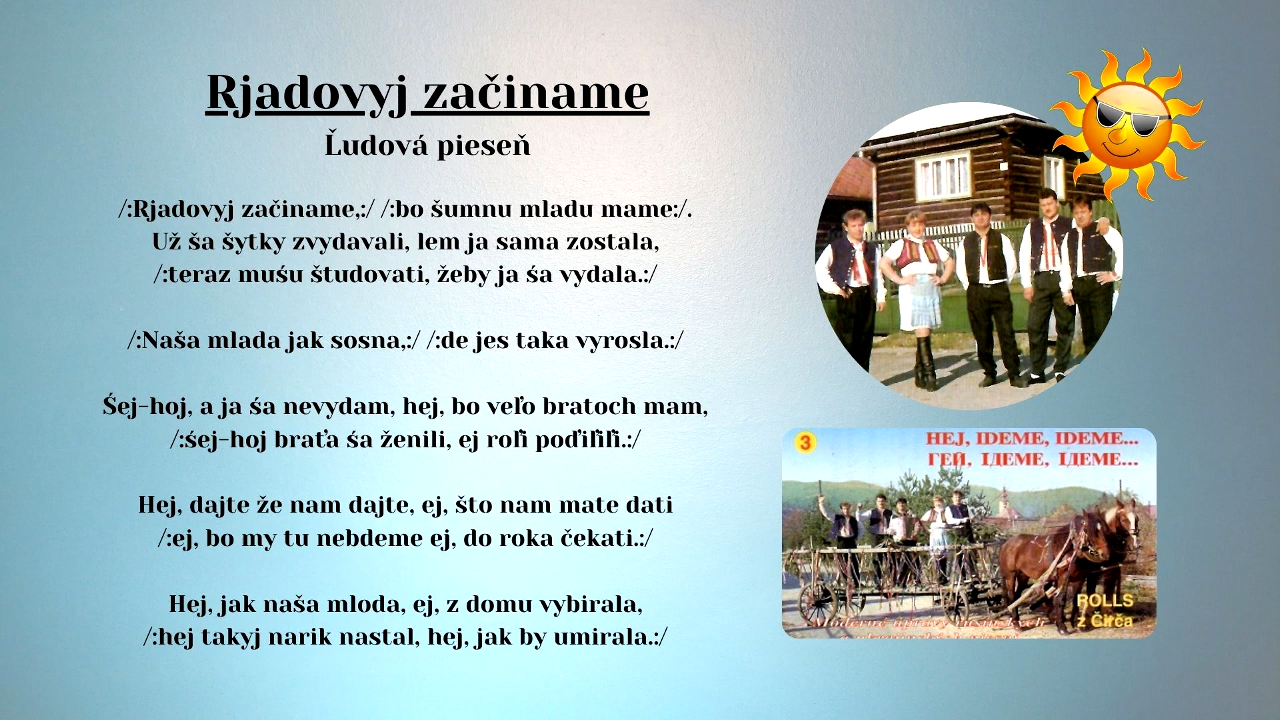 Rjadovyj začiname
Ľudová pieseň
/:Rjadovyj začiname,:/ /:bo šumnu mladu mame:/.
Už ša šytky zvydavali, lem ja sama zostala,
/:teraz muśu študovati, žeby ja śa vydala.:/
/:Naša mlada jak sosna,:/ /:de jes taka vyrosla.:/
Śej-hoj, a ja śa nevydam, hej, bo veľo bratoch mam,
/:śej-hoj braťa śa ženili, ej roľi poďiľiľi.:/
Hej, dajte že nam dajte, ej, što nam mate dati
/:ej, bo my tu nebdeme ej, do roka čekati.:/
Hej, jak naša mloda, ej, z domu vybirala,
/:hej takyj narik nastal, hej, jak by umirala.:/
3
HEJ, IDEME, IDEME...
ГЕЙ, ІДЕМЕ, ІДЕМЕ...
ROLLS
z Čirča
Moderné úpravy rusínskych